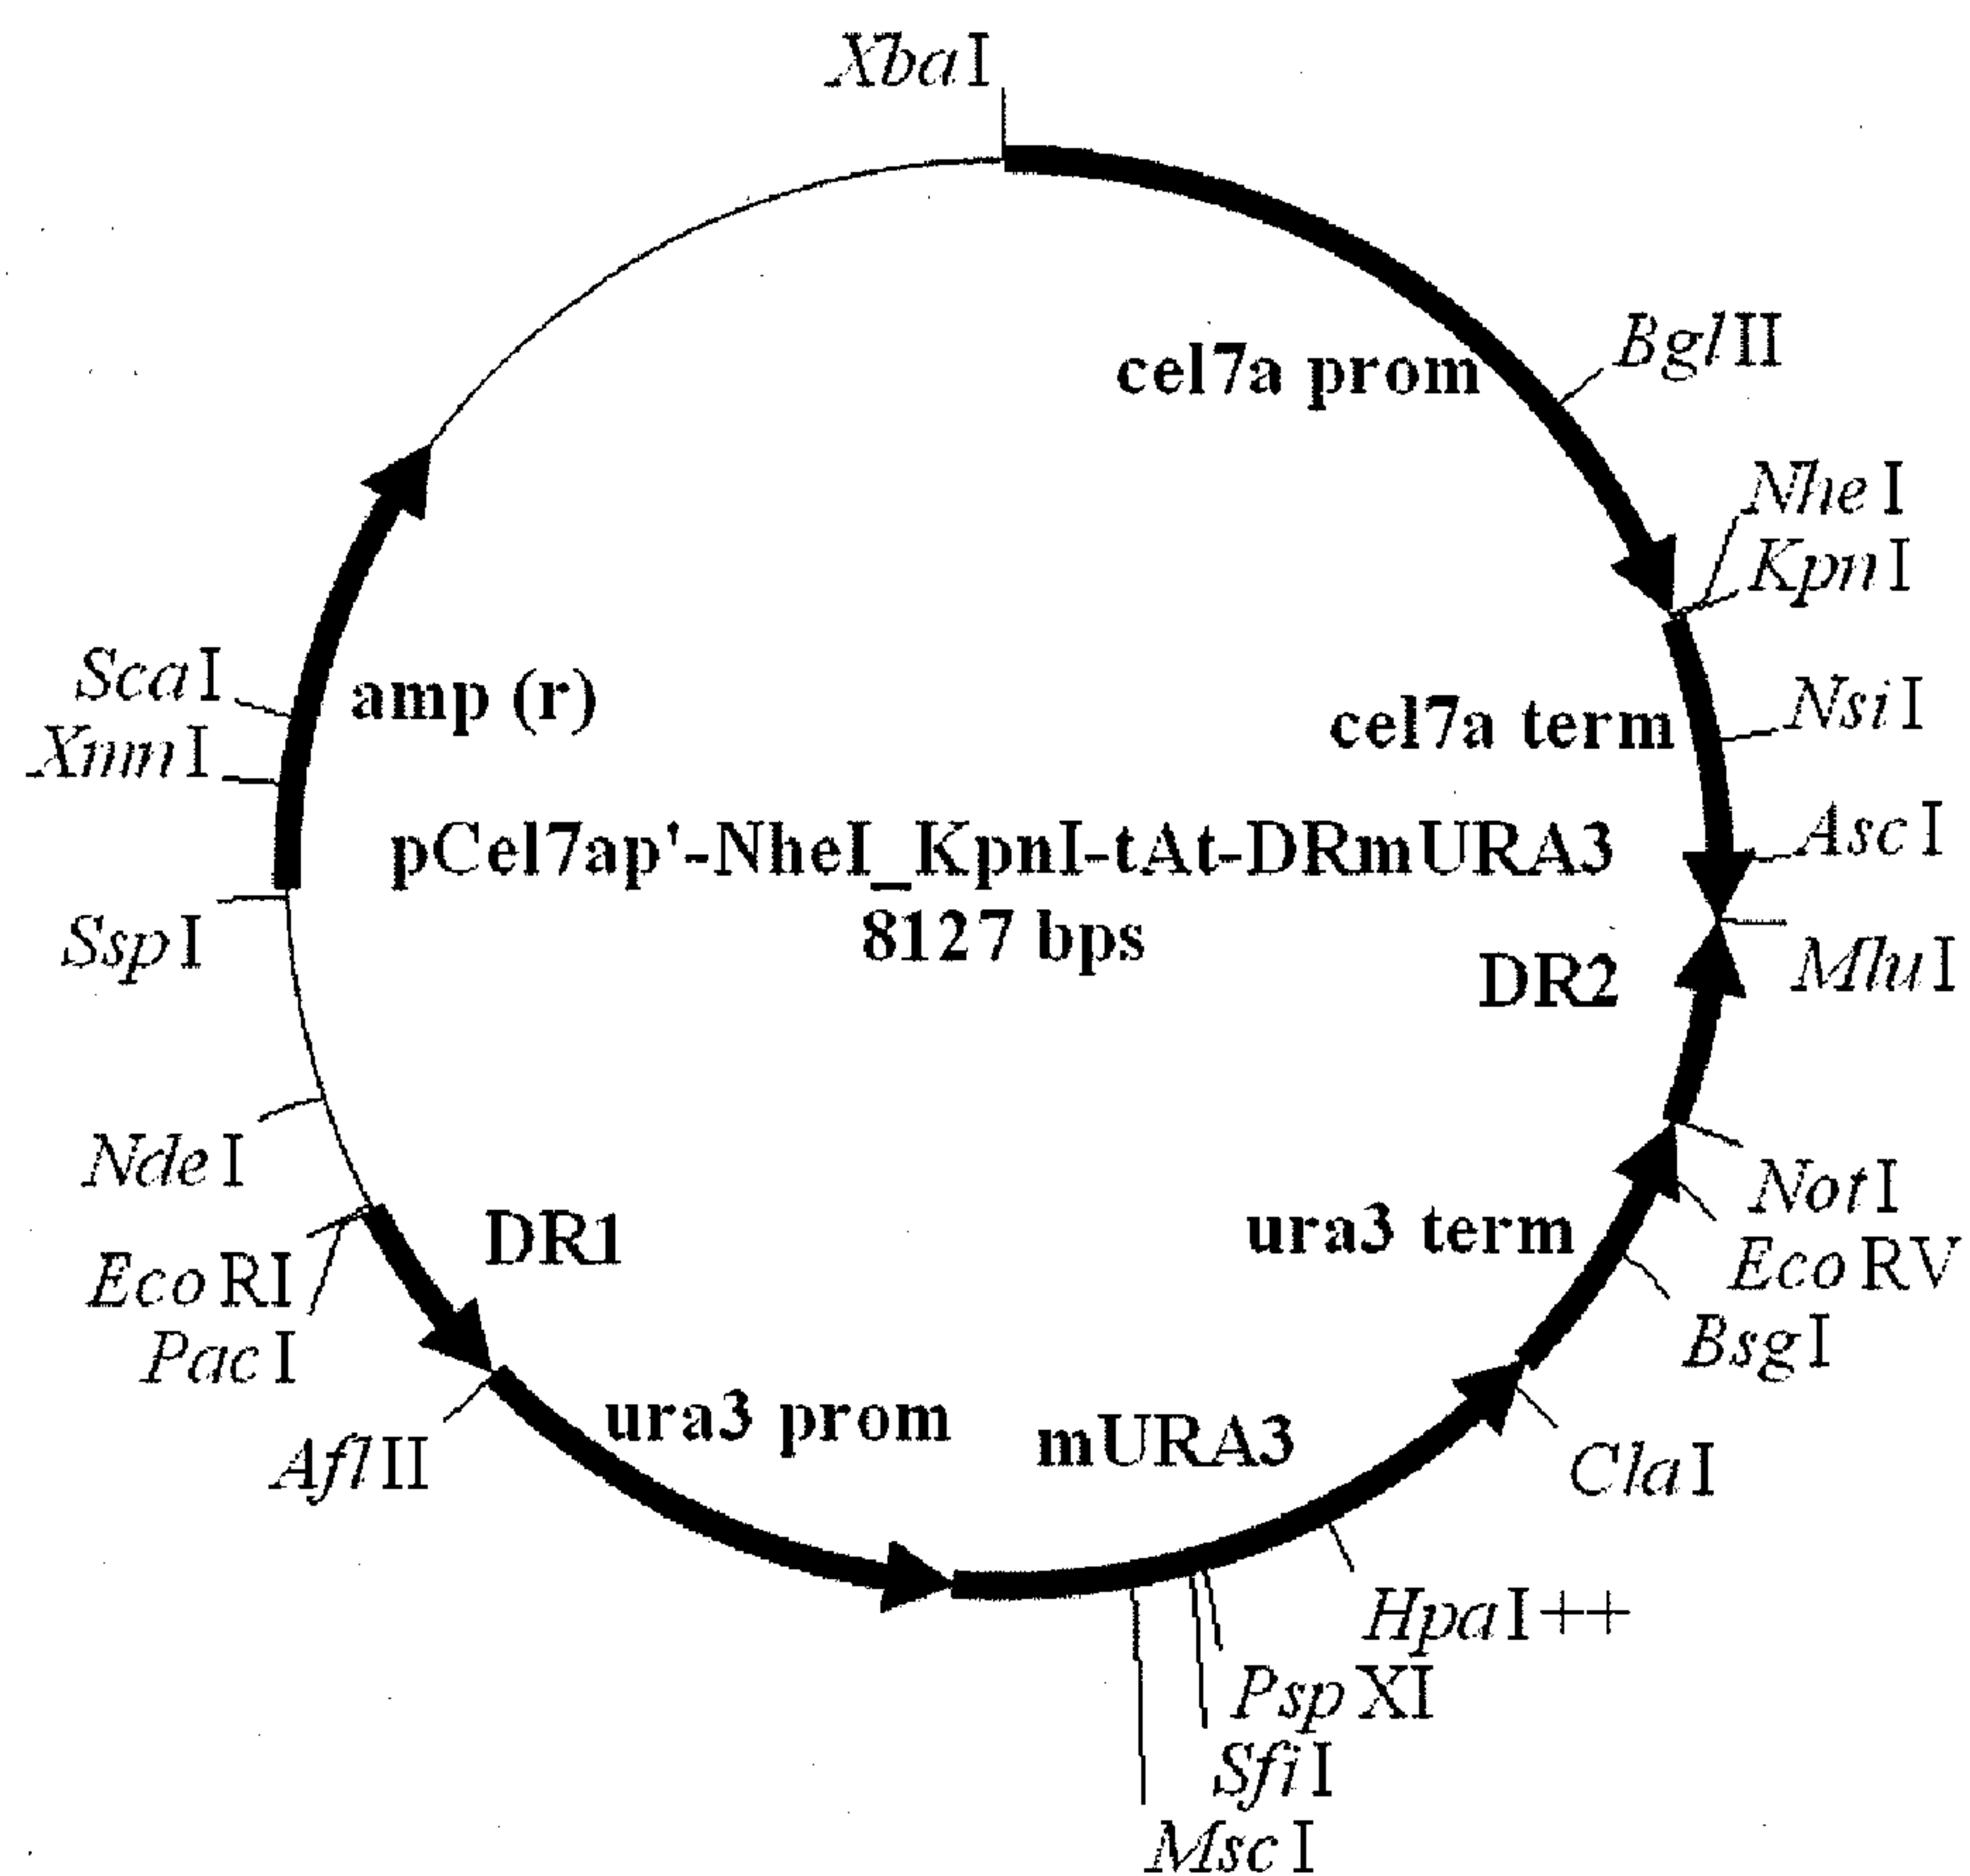 XbaI
BglII
cel7a prom
NheI
KpnI
ScaI
amp (r)
NsiI
cel7a term
XmnI
AscI
pCel7ap'-NheI_KpnI-tAt-DRmURA3
8127 bps
SspI
DR2
MluI
NdeI
NotI
DR1
ura3 term
EcoRI
EcoRV
PacI
BsgI
ura3 prom
mURA3
AflII
ClaI
HpaI++
PspXI
SfiI
MscI